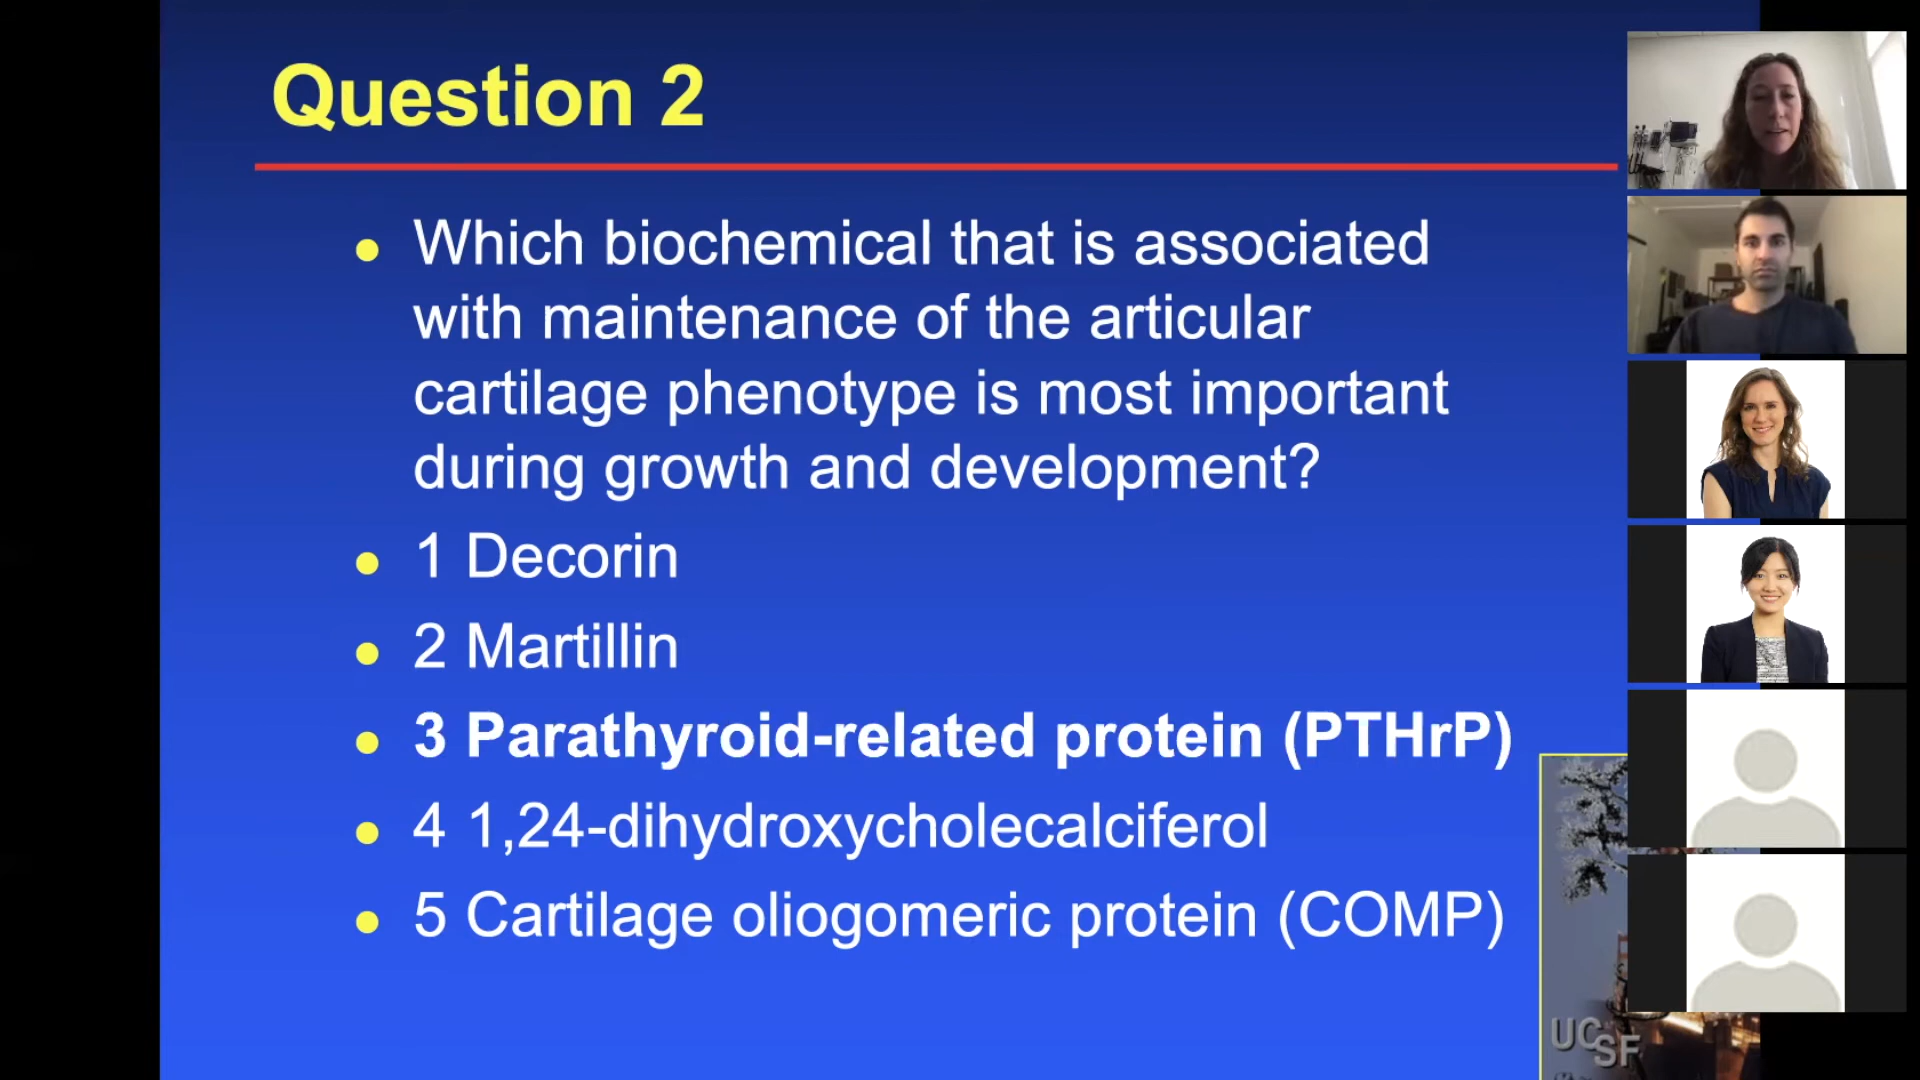 Question 2
Which biochemical that is associated
with maintenance of the articular
cartilage phenotype is most important
during growth and development?
1 Decorin
2 Martillin
3 Parathyroid-related protein (PTHrP)
4 1,24-dihydroxycholecalciferol
5 Cartilage oliogomeric protein (COMP)
UCSF